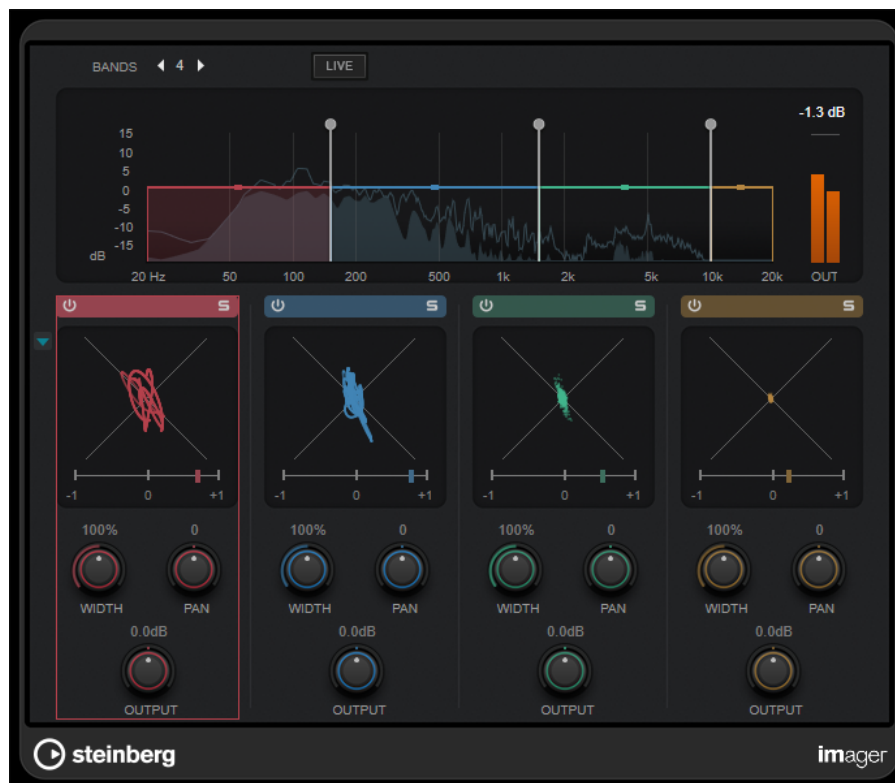 BANDS 4 LIVE
-1.3 dB
15
10
5
0
-5
-10
-15
dB
20 Hz 50 100 200 500 1k 2k 5k 10k 20k OUT
S S S S
-1 0 +1 -1 0 +1 -1 0 +1 -1 0 +1
100% 0 100% 0 100% 0 100% 0
WIDTH PAN WIDTH PAN WIDTH PAN WIDTH PAN
0.0dB 0.0dB 0.0dB 0.0dB
OUTPUT OUTPUT OUTPUT OUTPUT
steinberg imager